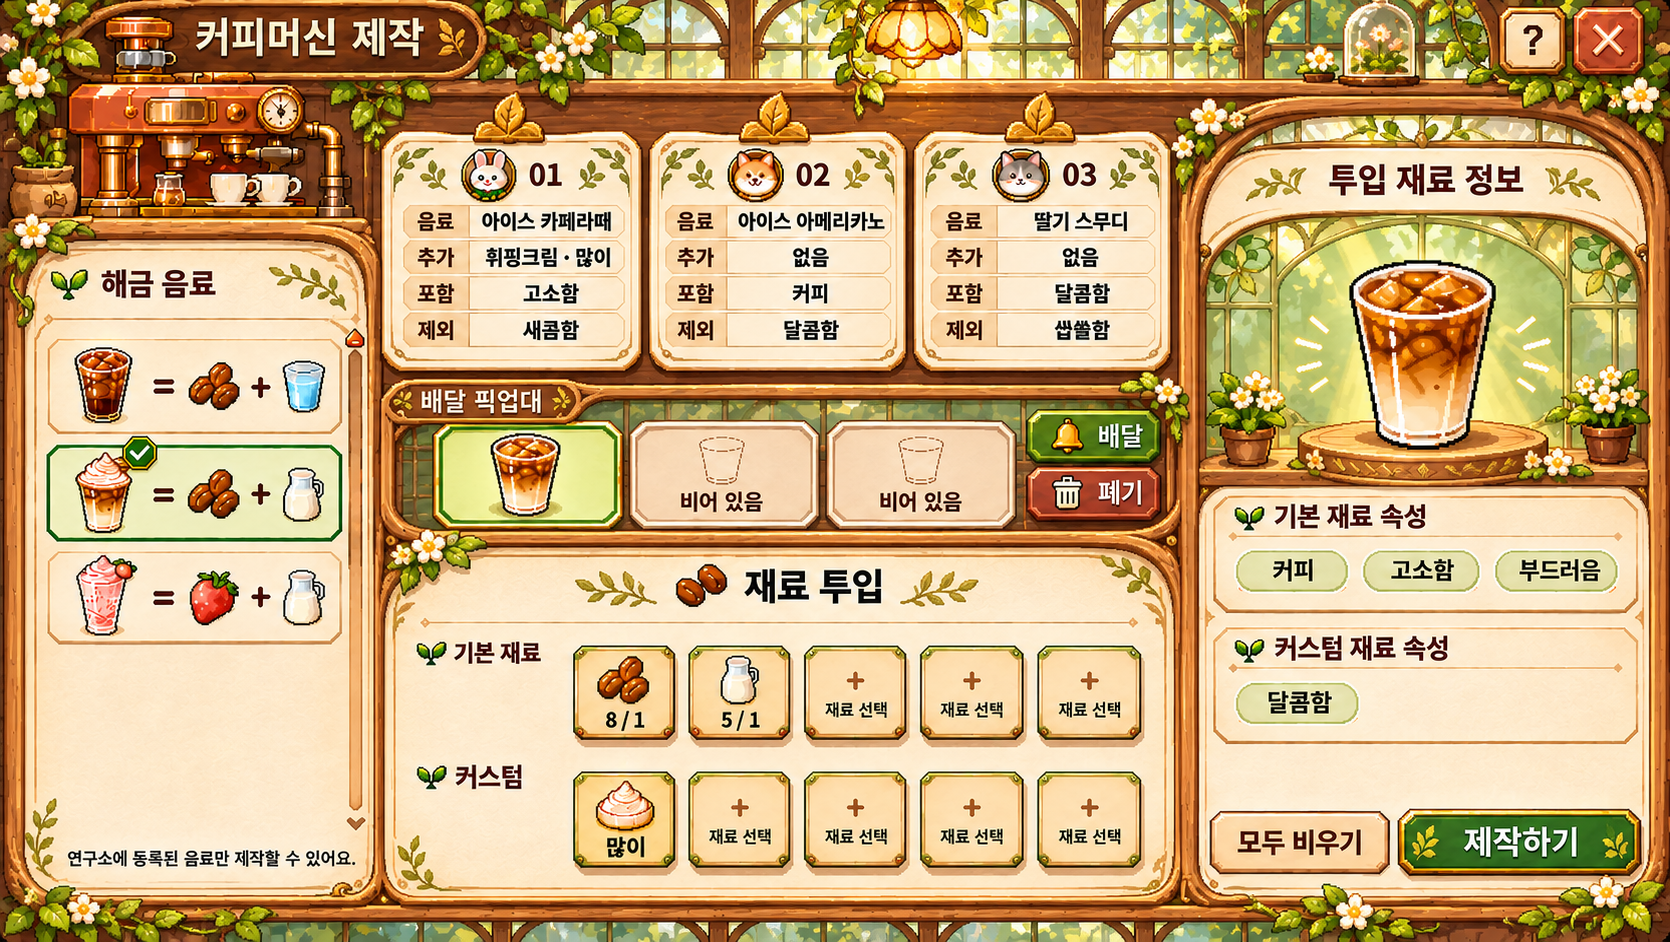 커피머신 제작
?
01
음료 아이스 카페라떼
추가 휘핑크림 · 많이
포함 고소함
제외 새콤함
02
음료 아이스 아메리카노
추가 없음
포함 커피
제외 달콤함
03
음료 딸기 스무디
추가 없음
포함 달콤함
제외 쌉쌀함
해금 음료
= +
= +
= +
연구소에 등록된 음료만 제작할 수 있어요.
배달 픽업대
비어 있음
비어 있음
배달
폐기
재료 투입
기본 재료
8 / 1
5 / 1
+
재료 선택
+
재료 선택
+
재료 선택
커스텀
많이
+
재료 선택
+
재료 선택
+
재료 선택
+
재료 선택
투입 재료 정보
기본 재료 속성
커피
고소함
부드러움
커스텀 재료 속성
달콤함
모두 비우기
제작하기